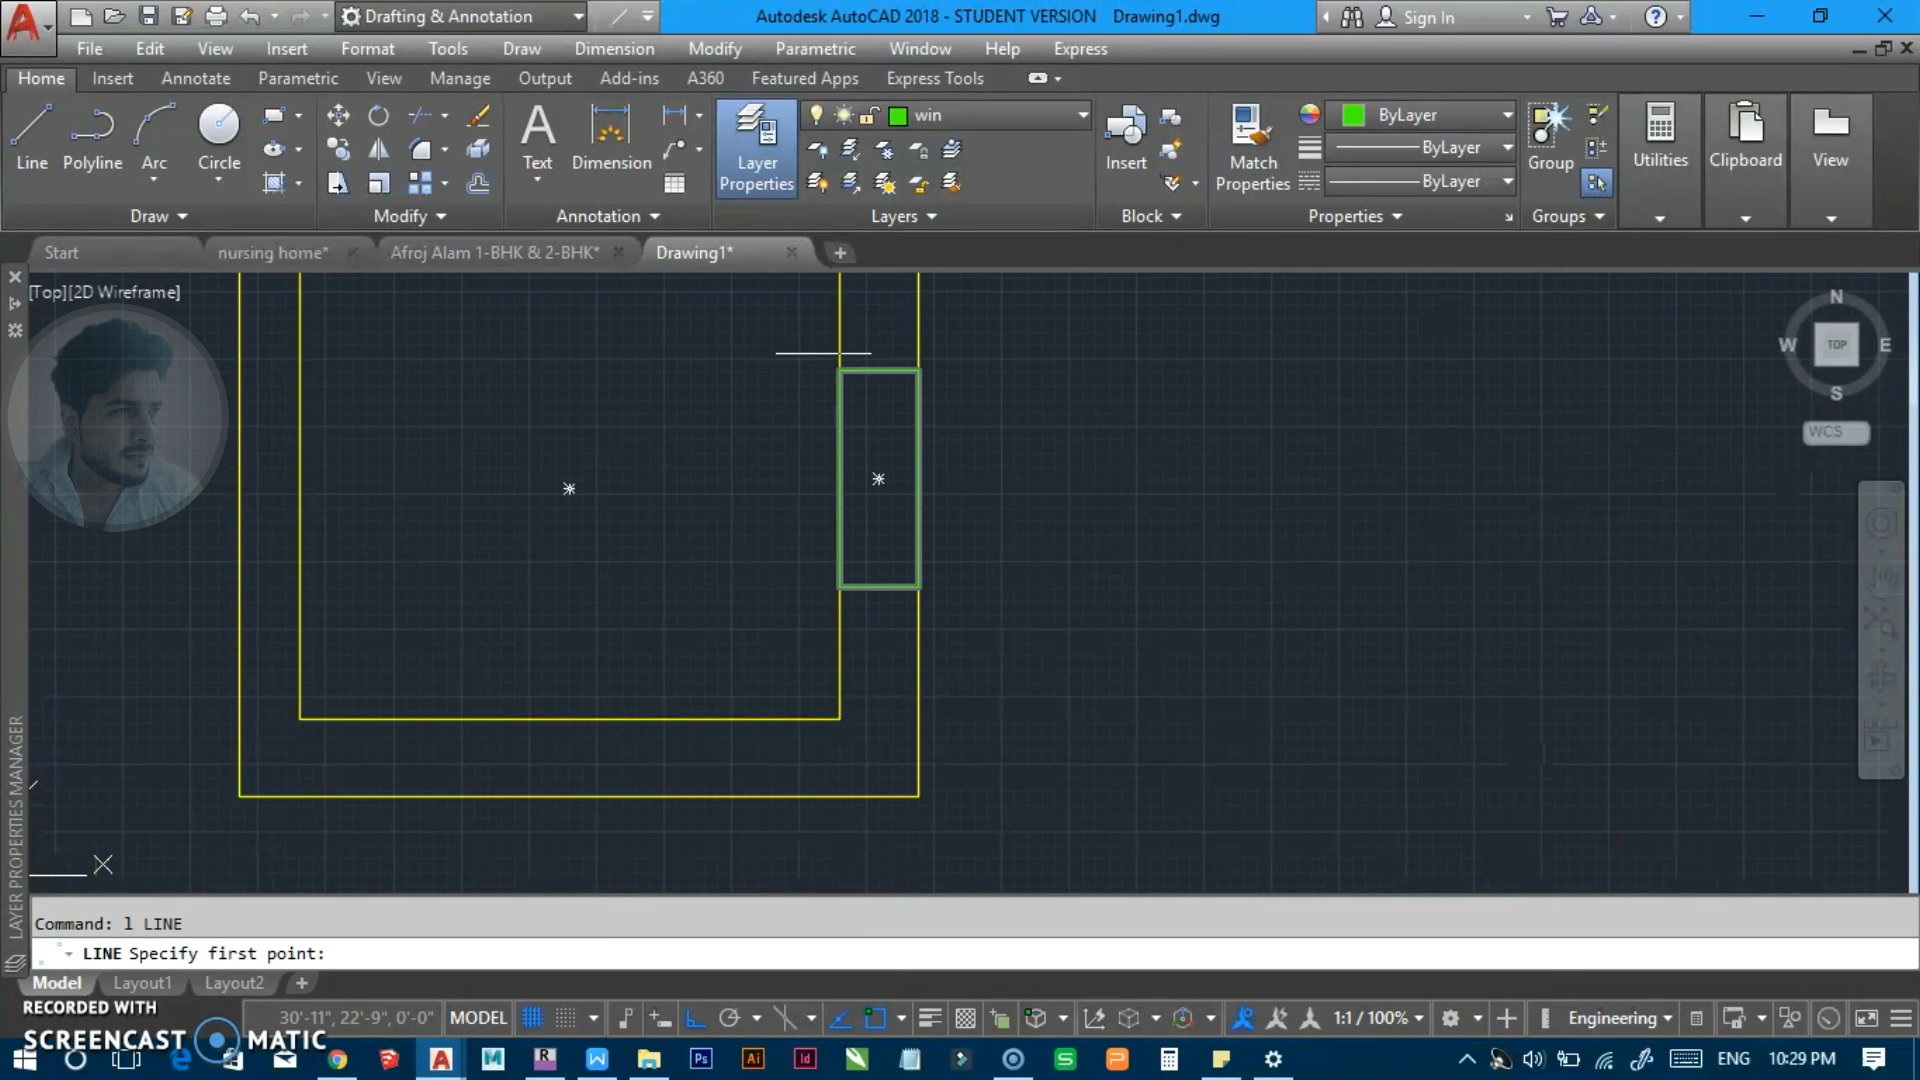 Drafting & Annotation
Autodesk AutoCAD 2018 - STUDENT VERSION Drawing1.dwg
Sign In
File Edit View Insert Format Tools Draw Dimension Modify Parametric Window Help Express
Home Insert Annotate Parametric View Manage Output Add-ins A360 Featured Apps Express Tools
win
ByLayer
ByLayer
ByLayer
Line Polyline Arc Circle
Text Dimension
Layer Properties
Insert
Match Properties
Group
Utilities Clipboard View
Draw Modify Annotation Layers Block Properties Groups
Start nursing home* Afroj Alam 1-BHK & 2-BHK* Drawing1*
[Top][2D Wireframe]
N
W TOP E
S
WCS
LAYER PROPERTIES MANAGER
Command: l LINE
LINE Specify first point:
Model Layout1 Layout2
RECORDED WITH
SCREENCAST MATIC
30'-11", 22'-9", 0'-0" MODEL 1:1 / 100% Engineering
Ps Ai Id
ENG 10:29 PM